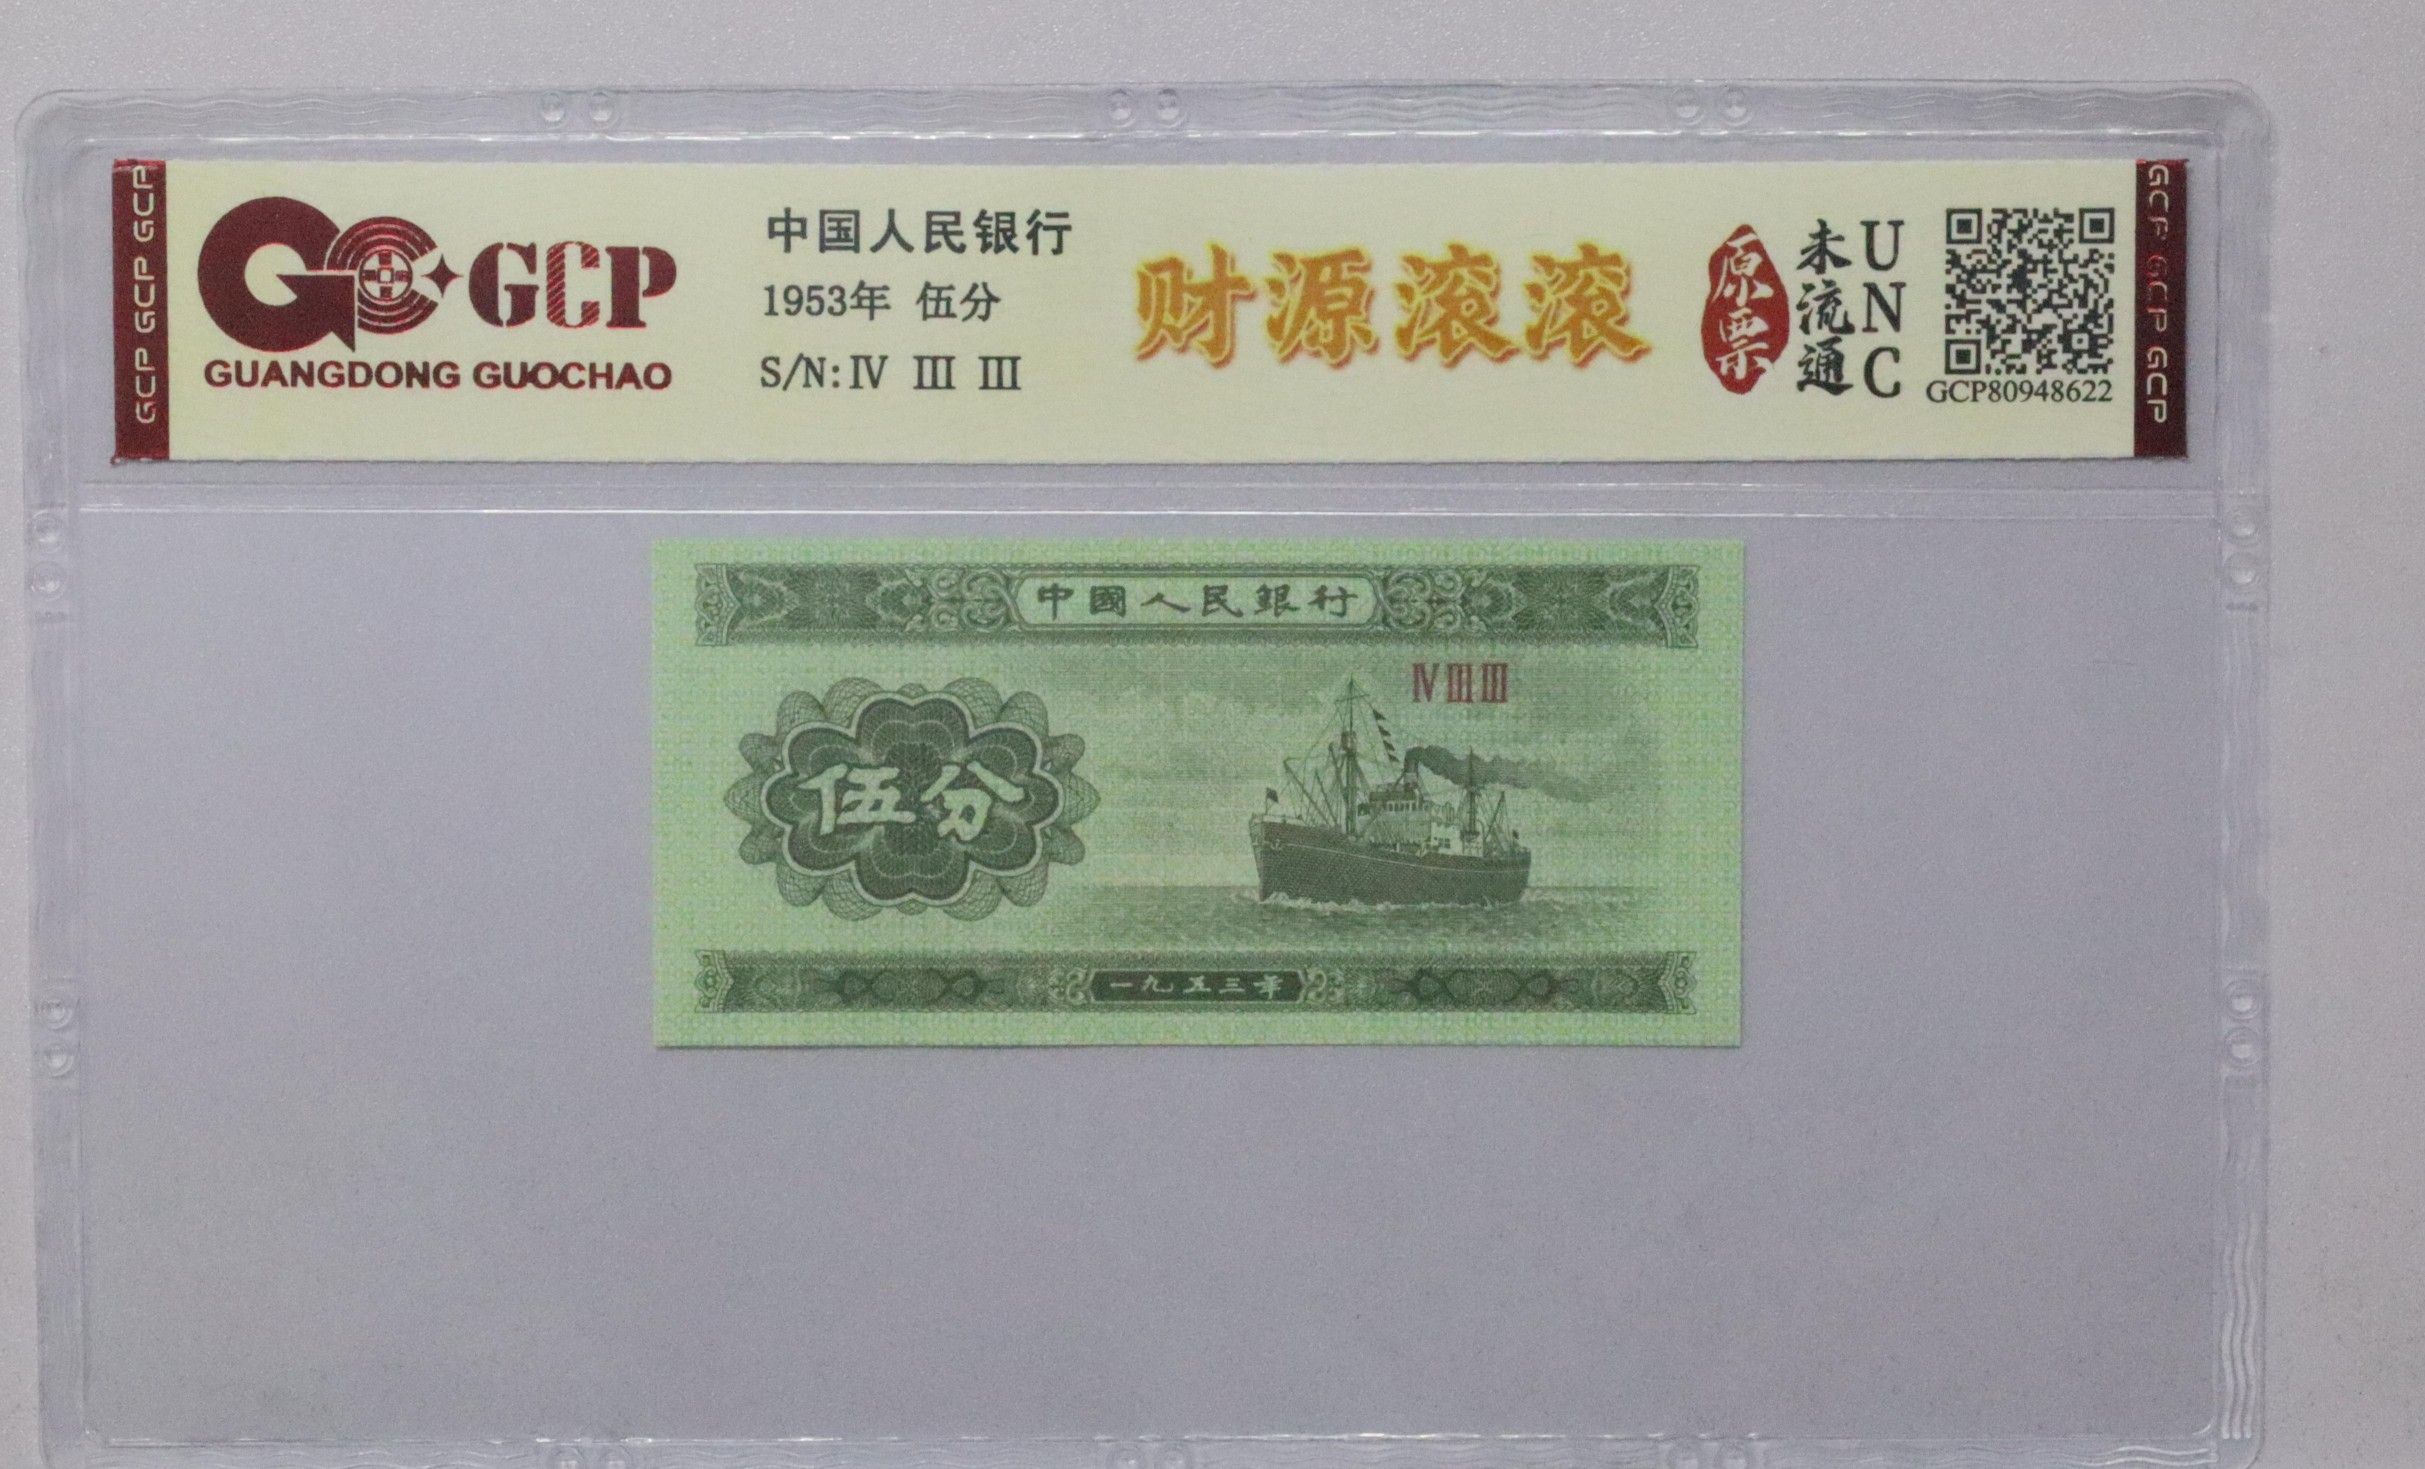 GCP GCP GCP
GCP
GUANGDONG GUOCHAO
中国人民银行
1953年 伍分
S/N: Ⅳ Ⅲ Ⅲ
财源滚滚
原票
未流通
UNC
GCP80948622
GCP GCP GCP
中國人民銀行
Ⅳ Ⅲ Ⅲ
伍分
一九五三年